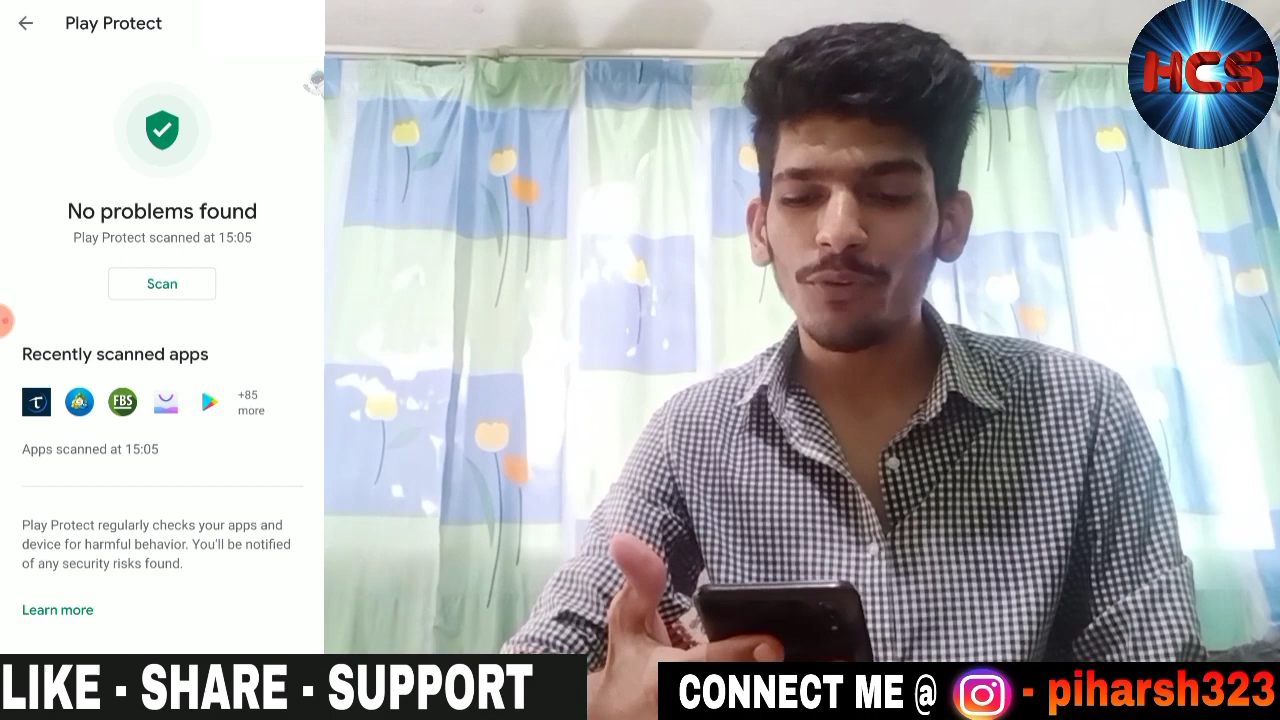 Play Protect
No problems found
Play Protect scanned at 15:05
Scan
Recently scanned apps
FBS
+85
more
Apps scanned at 15:05
Play Protect regularly checks your apps and
device for harmful behavior. You'll be notified
of any security risks found.
Learn more
HCS
LIKE - SHARE - SUPPORT
CONNECT ME @ - piharsh323